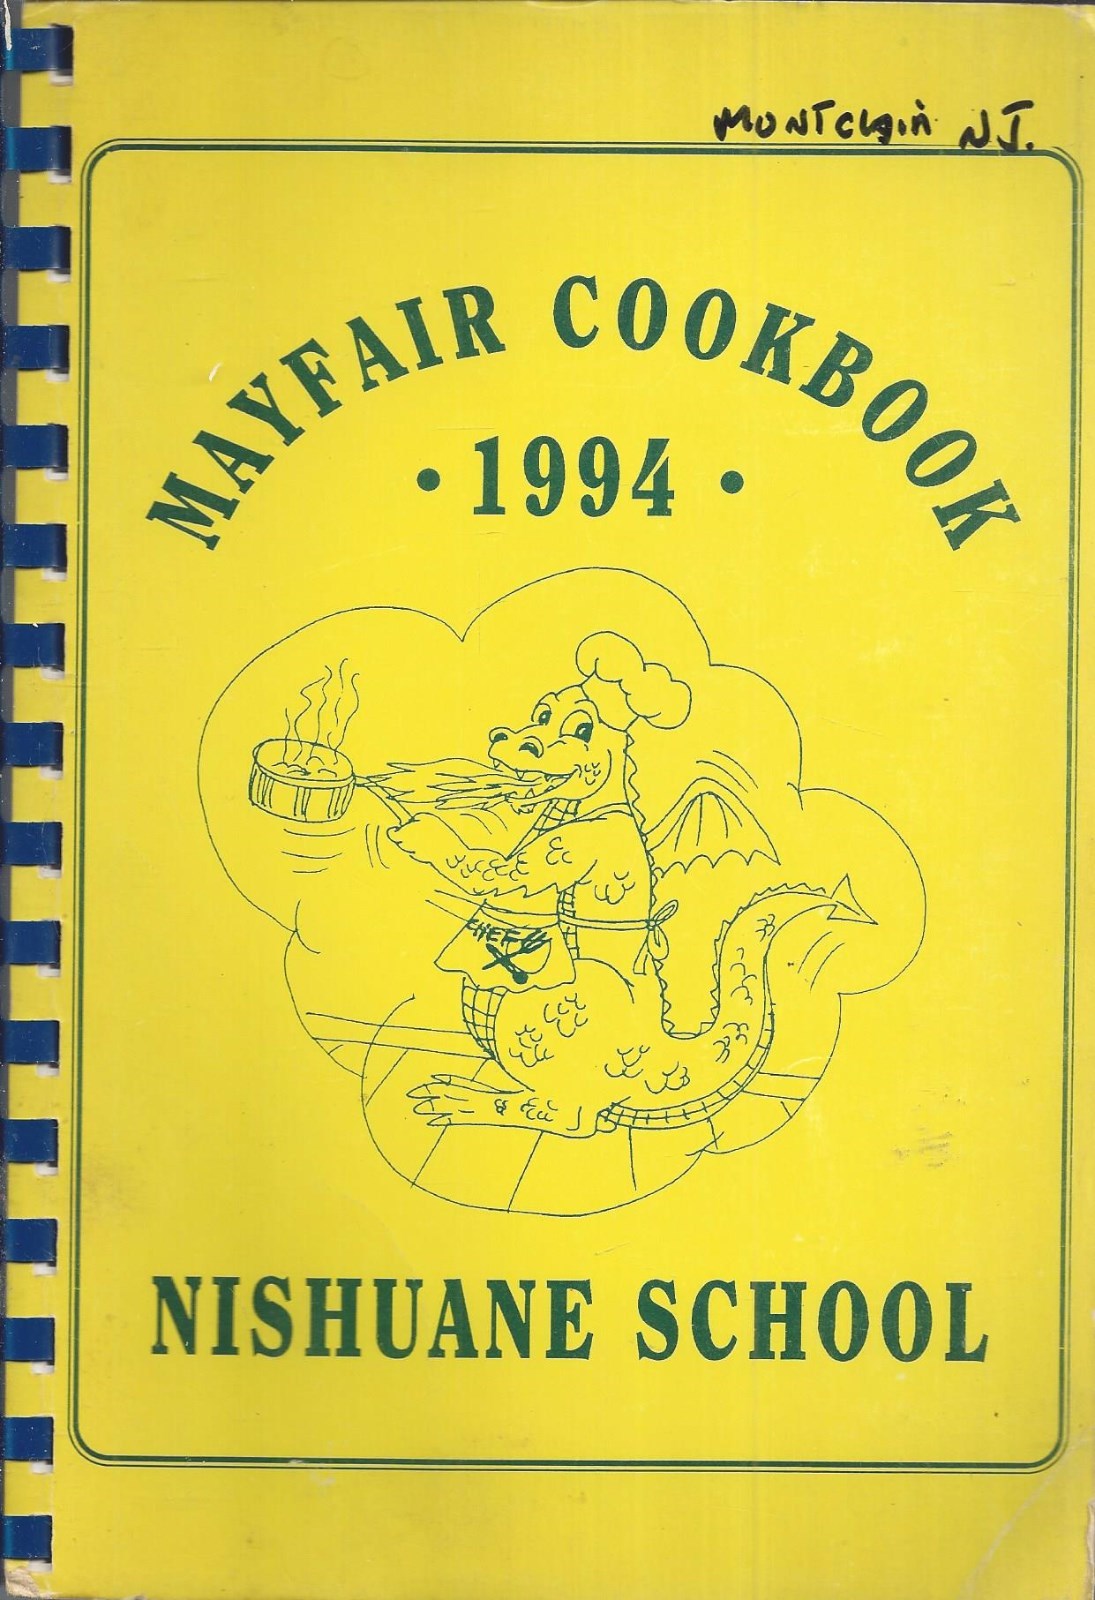 MONTClAiR NJ.
MAYFAIR COOKBOOK
• 1994 •
CHEF
NISHUANE SCHOOL